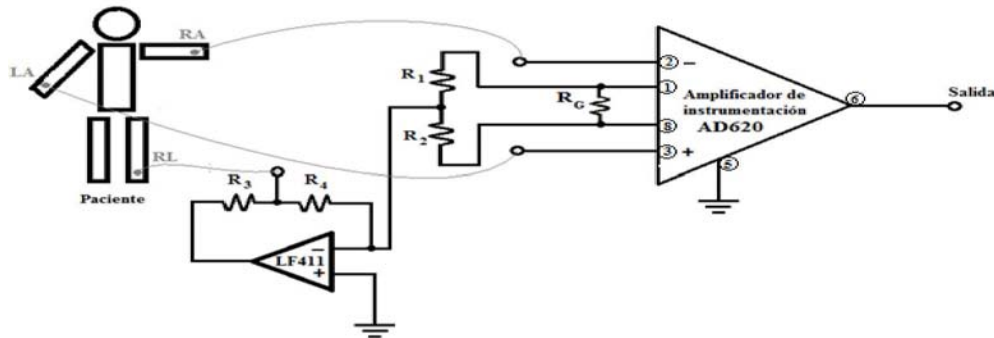 RA
LA
RL
Paciente
R1
R2
RG
R3
R4
LF411
−
+
2 −
1
8
3 +
5
6
Amplificador de
instrumentación
AD620
Salida